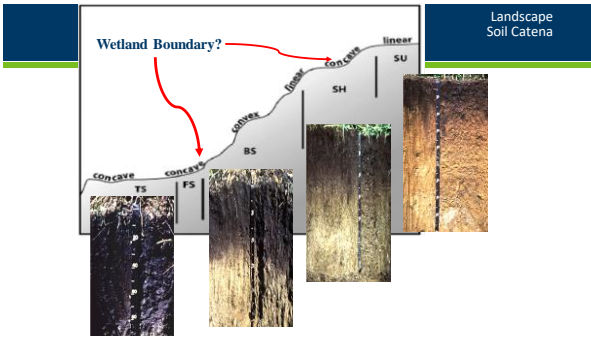 Landscape
Soil Catena
Wetland Boundary?
linear
concave
SU
linear
SH
convex
BS
concave
FS
concave
TS